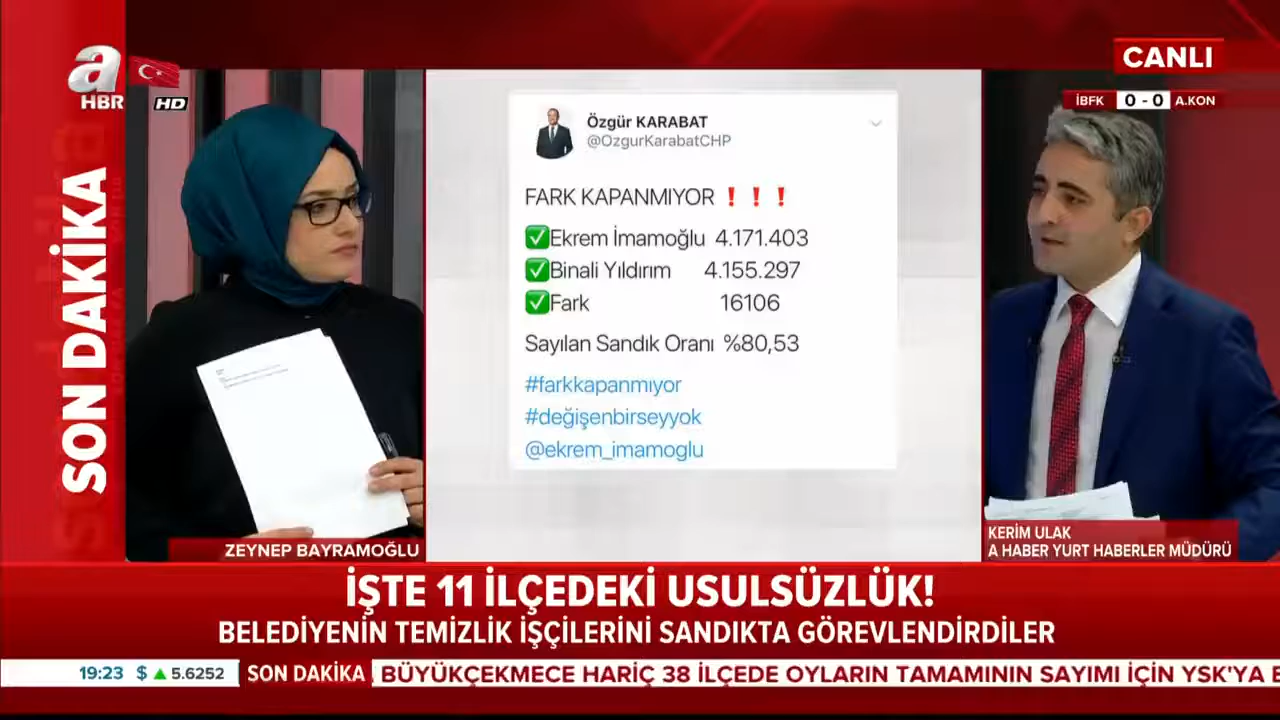 a
HBR
HD
CANLI
İBFK 0 - 0 A.KON
SON DAKİKA
Özgür KARABAT
@OzgurKarabatCHP
FARK KAPANMIYOR ❗❗❗
✅Ekrem İmamoğlu 4.171.403
✅Binali Yıldırım 4.155.297
✅Fark 16106
Sayılan Sandık Oranı %80,53
#farkkapanmıyor
#değişenbirseyyok
@ekrem_imamoglu
ZEYNEP BAYRAMOĞLU
KERİM ULAK
A HABER YURT HABERLER MÜDÜRÜ
İŞTE 11 İLÇEDEKİ USULSÜZLÜK!
BELEDİYENİN TEMİZLİK İŞÇİLERİNİ SANDIKTA GÖREVLENDİRDİLER
19:23 $ ▲ 5.6252 SON DAKİKA BÜYÜKÇEKMECE HARİÇ 38 İLÇEDE OYLARIN TAMAMININ SAYIMI İÇİN YSK'YA